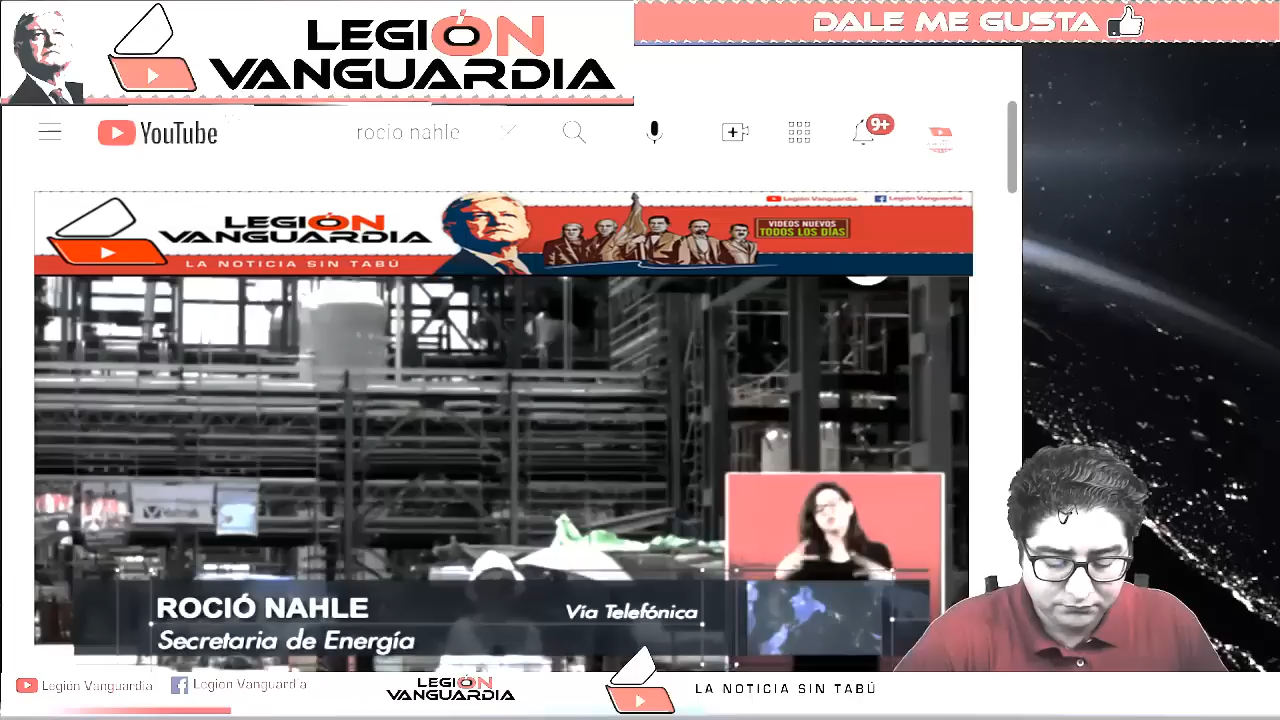 LEGIÓN
VANGUARDIA
DALE ME GUSTA
YouTube
rocio nahle
9+
LEGIÓN
VANGUARDIA
LA NOTICIA SIN TABÚ
Legion Vanguardia
Legion Vanguardia
VIDEOS NUEVOS
TODOS LOS DÍAS
ROCIÓ NAHLE
Vía Telefónica
Secretaria de Energía
Legion Vanguardia
Legion Vanguardia
LEGIÓN
VANGUARDIA
LA NOTICIA SIN TABÚ